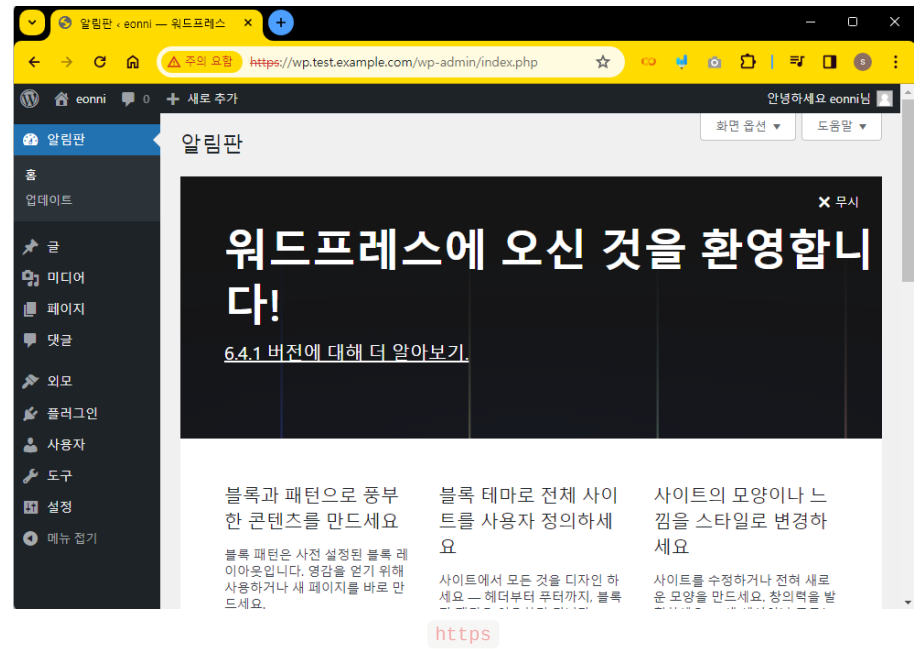 알림판 ‹ eonni — 워드프레스
주의 요함 https://wp.test.example.com/wp-admin/index.php
s
eonni 0 새로 추가 안녕하세요 eonni님
알림판
홈
업데이트
글
미디어
페이지
댓글
외모
플러그인
사용자
도구
설정
메뉴 접기
화면 옵션 ▼ 도움말 ▼
알림판
무시
워드프레스에 오신 것을 환영합니
다!
6.4.1 버전에 대해 더 알아보기.
블록과 패턴으로 풍부
한 콘텐츠를 만드세요
블록 패턴은 사전 설정된 블록 레
이아웃입니다. 영감을 얻기 위해
사용하거나 새 페이지를 바로 만
드세요.
블록 테마로 전체 사이
트를 사용자 정의하세
요
사이트에서 모든 것을 디자인 하
세요 — 헤더부터 푸터까지, 블록
사이트의 모양이나 느
낌을 스타일로 변경하
세요
사이트를 수정하거나 전혀 새로
운 모양을 만드세요. 창의력을 발
https